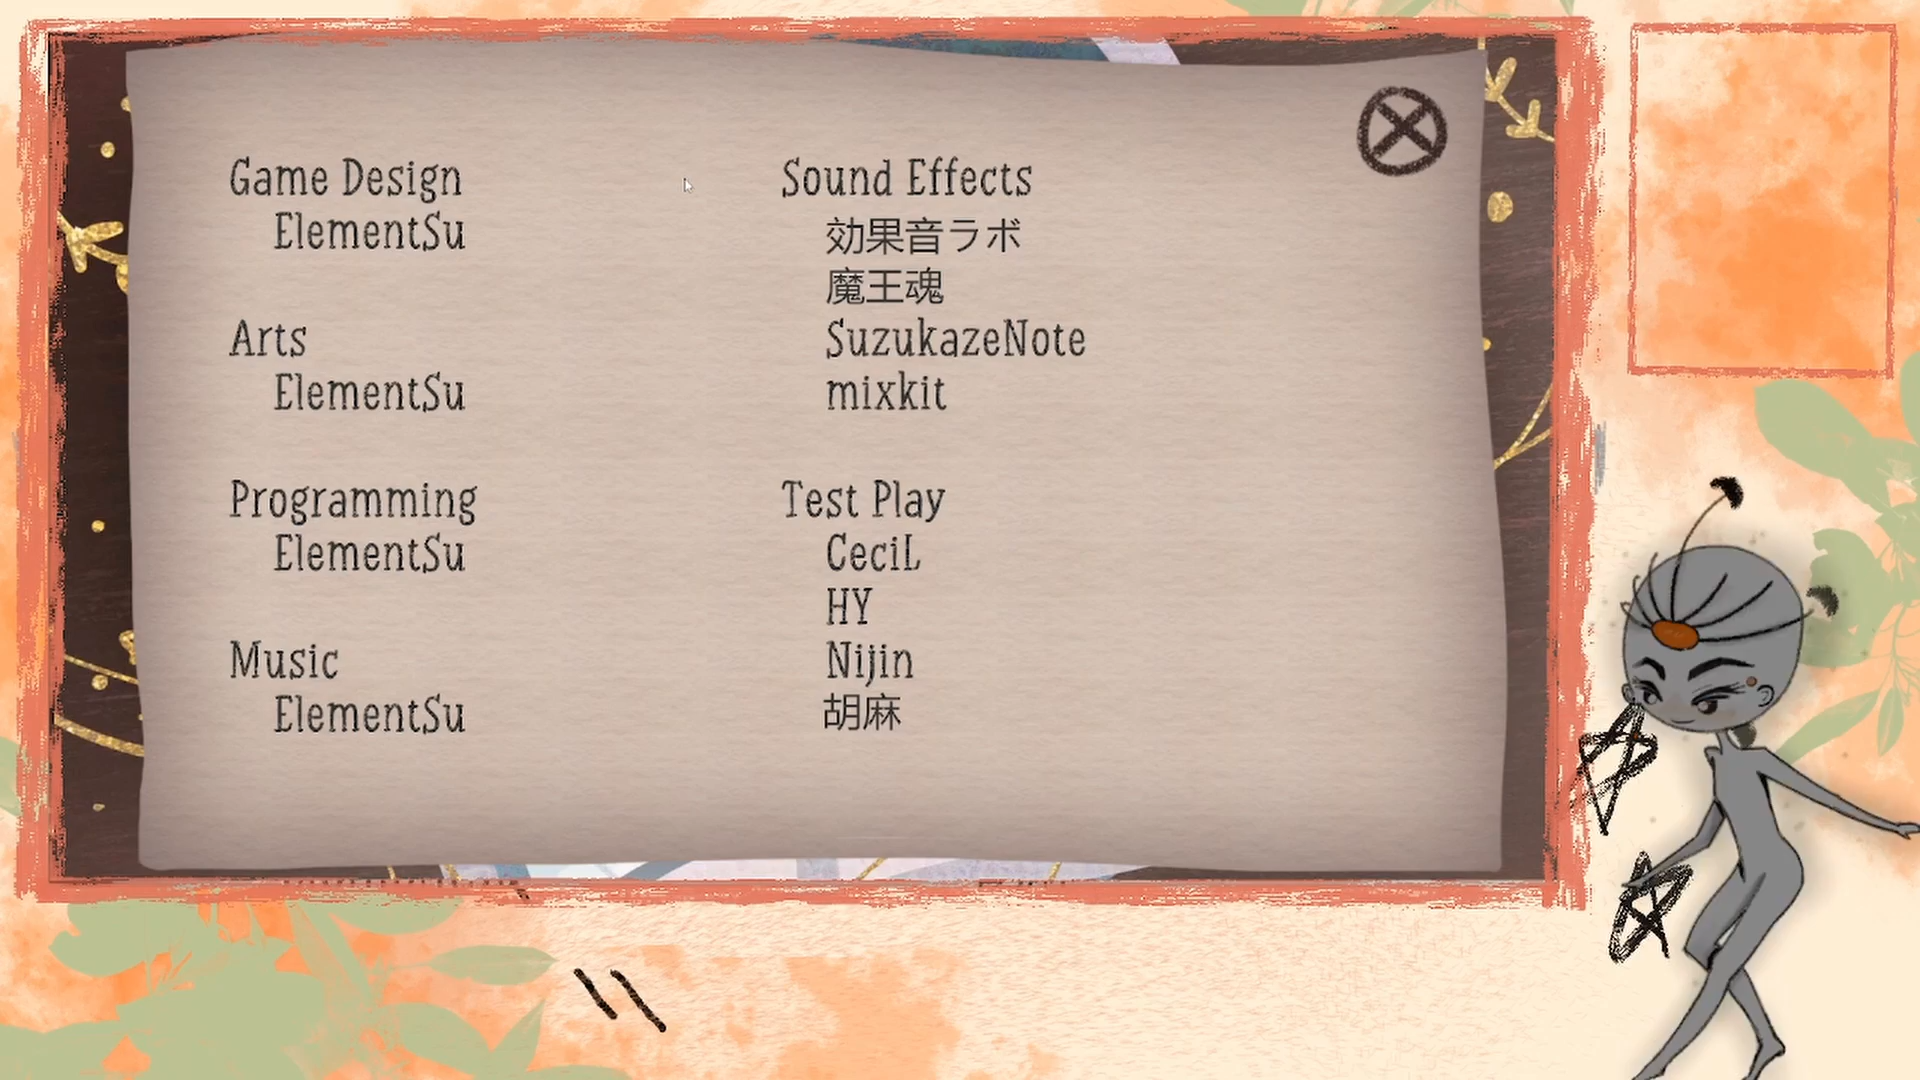 Game Design
ElementSu
Arts
ElementSu
Programming
ElementSu
Music
ElementSu
Sound Effects
効果音ラボ
魔王魂
SuzukazeNote
mixkit
Test Play
CeciL
HY
Nijin
胡麻